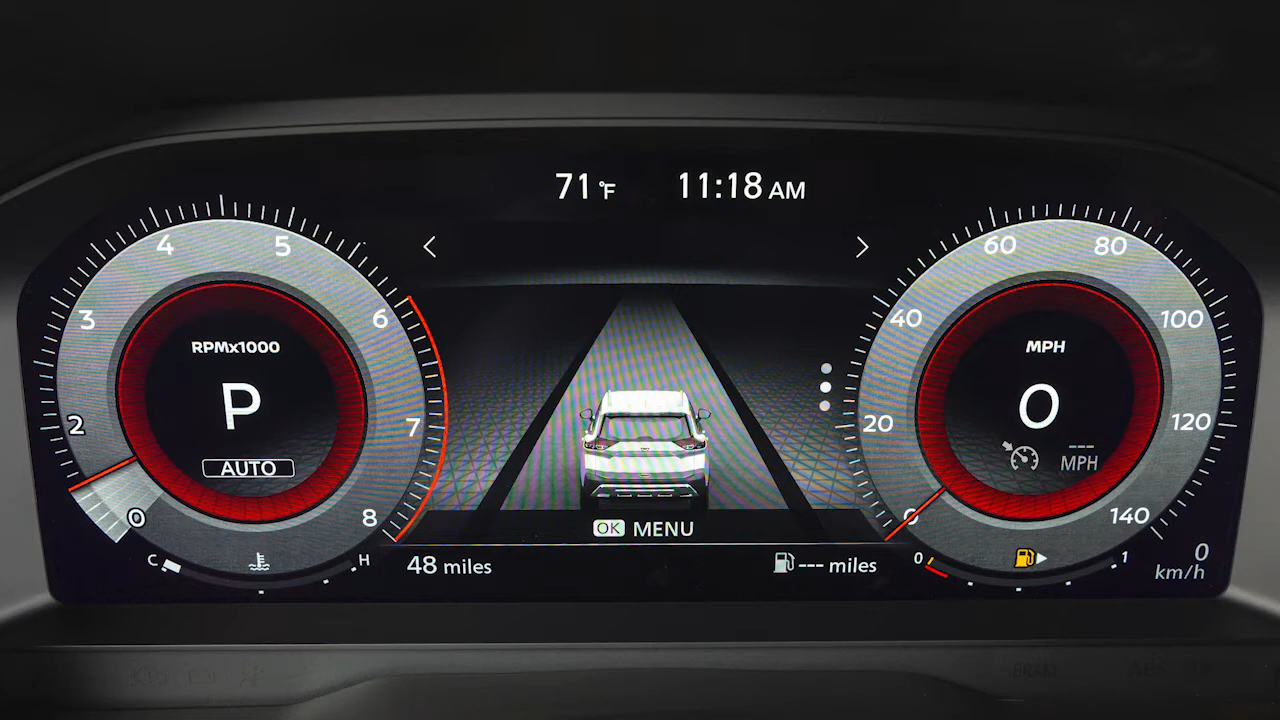 71 °F 11:18 AM
4 5
3 6
2 7
0 8
RPMx1000
P
AUTO
C H
60 80
40 100
20 120
0 140
MPH
0
--- MPH
OK MENU
48 miles
--- miles
0 1
0
km/h
BRAKE